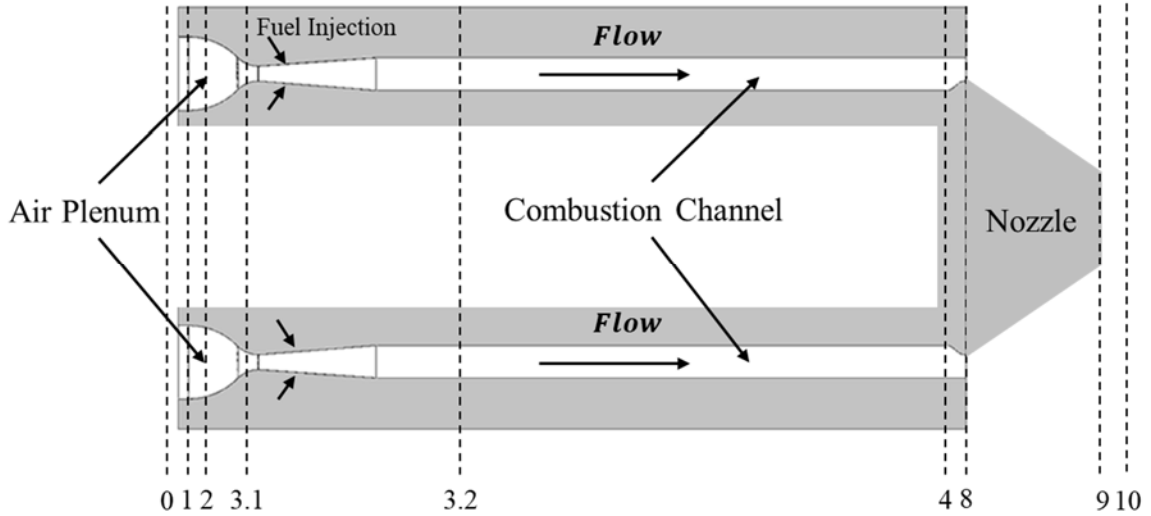 Fuel Injection
Flow
Air Plenum
Combustion Channel
Nozzle
Flow
0 1 2 3.1 3.2 4 8 9 10